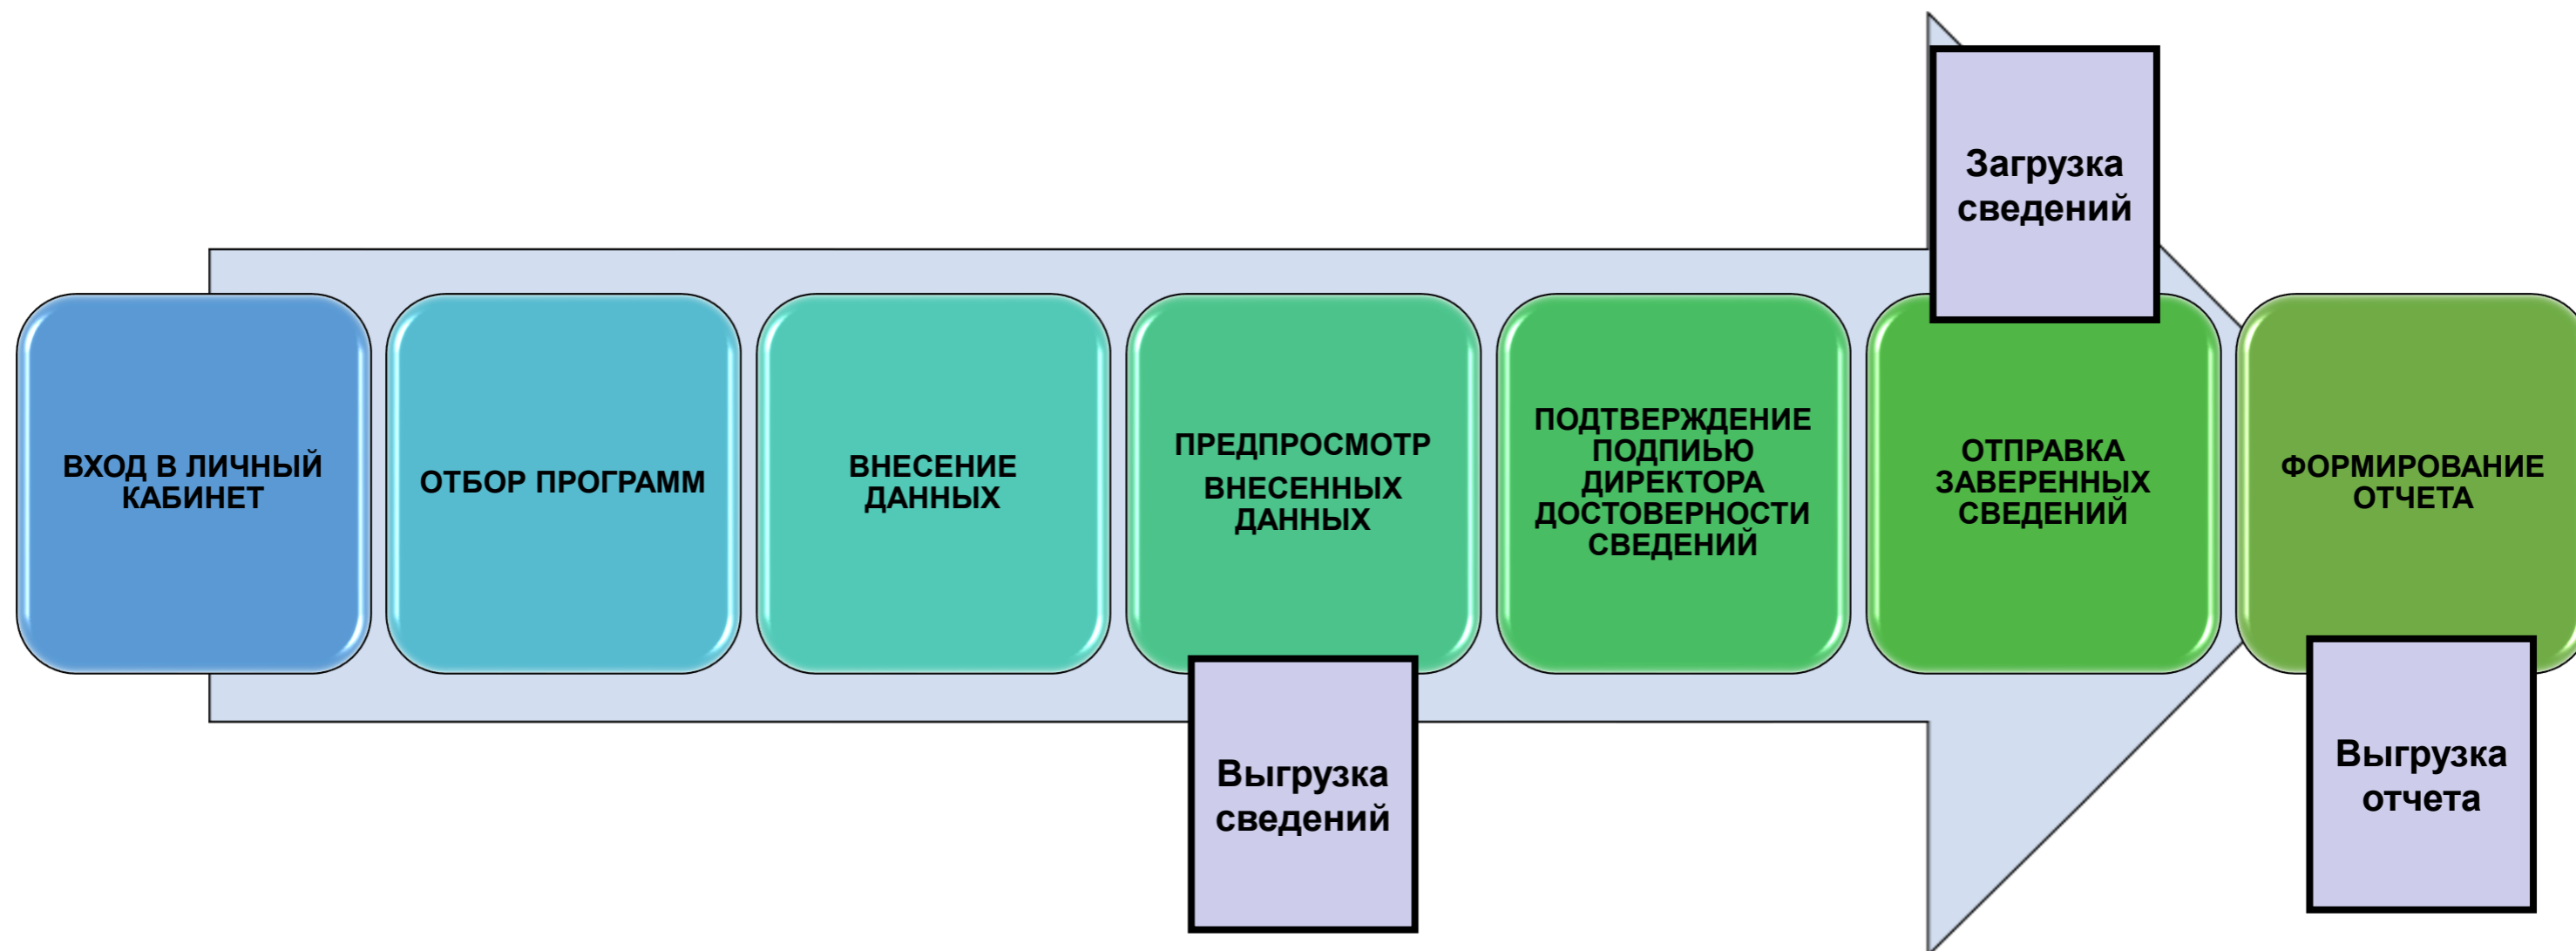 Загрузка
сведений
ВХОД В ЛИЧНЫЙ
КАБИНЕТ
ОТБОР ПРОГРАММ
ВНЕСЕНИЕ
ДАННЫХ
ПРЕДПРОСМОТР
ВНЕСЕННЫХ
ДАННЫХ
ПОДТВЕРЖДЕНИЕ
ПОДПИЬЮ
ДИРЕКТОРА
ДОСТОВЕРНОСТИ
СВЕДЕНИЙ
ОТПРАВКА
ЗАВЕРЕННЫХ
СВЕДЕНИЙ
ФОРМИРОВАНИЕ
ОТЧЕТА
Выгрузка
сведений
Выгрузка
отчета